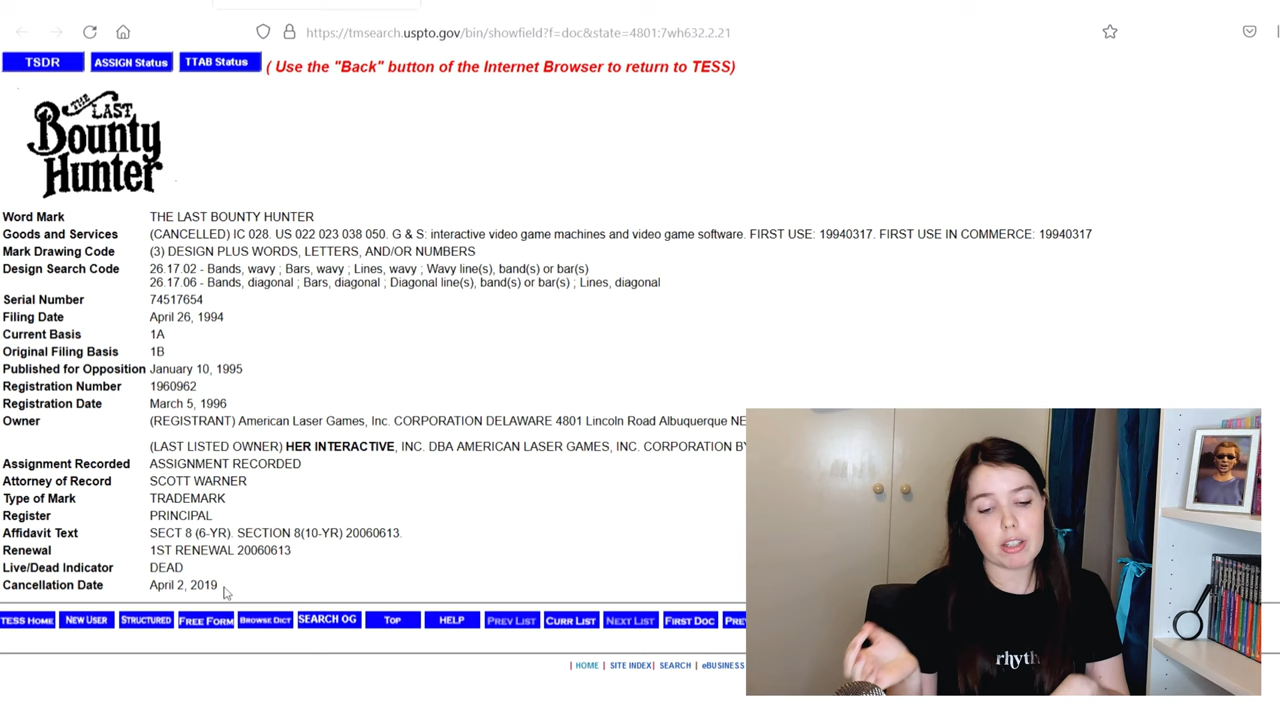 https://tmsearch.uspto.gov/bin/showfield?f=doc&state=4801:7wh632.2.21
TSDR ASSIGN Status TTAB Status ( Use the "Back" button of the Internet Browser to return to TESS)
THE LAST
Bounty
Hunter
Word Mark THE LAST BOUNTY HUNTER
Goods and Services (CANCELLED) IC 028. US 022 023 038 050. G & S: interactive video game machines and video game software. FIRST USE: 19940317. FIRST USE IN COMMERCE: 19940317
Mark Drawing Code (3) DESIGN PLUS WORDS, LETTERS, AND/OR NUMBERS
Design Search Code 26.17.02 - Bands, wavy ; Bars, wavy ; Lines, wavy ; Wavy line(s), band(s) or bar(s)
26.17.06 - Bands, diagonal ; Bars, diagonal ; Diagonal line(s), band(s) or bar(s) ; Lines, diagonal
Serial Number 74517654
Filing Date April 26, 1994
Current Basis 1A
Original Filing Basis 1B
Published for Opposition January 10, 1995
Registration Number 1960962
Registration Date March 5, 1996
Owner (REGISTRANT) American Laser Games, Inc. CORPORATION DELAWARE 4801 Lincoln Road Albuquerque NE
(LAST LISTED OWNER) HER INTERACTIVE, INC. DBA AMERICAN LASER GAMES, INC. CORPORATION BY
Assignment Recorded ASSIGNMENT RECORDED
Attorney of Record SCOTT WARNER
Type of Mark TRADEMARK
Register PRINCIPAL
Affidavit Text SECT 8 (6-YR). SECTION 8(10-YR) 20060613.
Renewal 1ST RENEWAL 20060613
Live/Dead Indicator DEAD
Cancellation Date April 2, 2019
TESS HOME NEW USER STRUCTURED FREE FORM BROWSE DICT SEARCH OG TOP HELP PREV LIST CURR LIST NEXT LIST FIRST DOC PRE
| HOME | SITE INDEX| SEARCH | eBUSINESS
rhyth